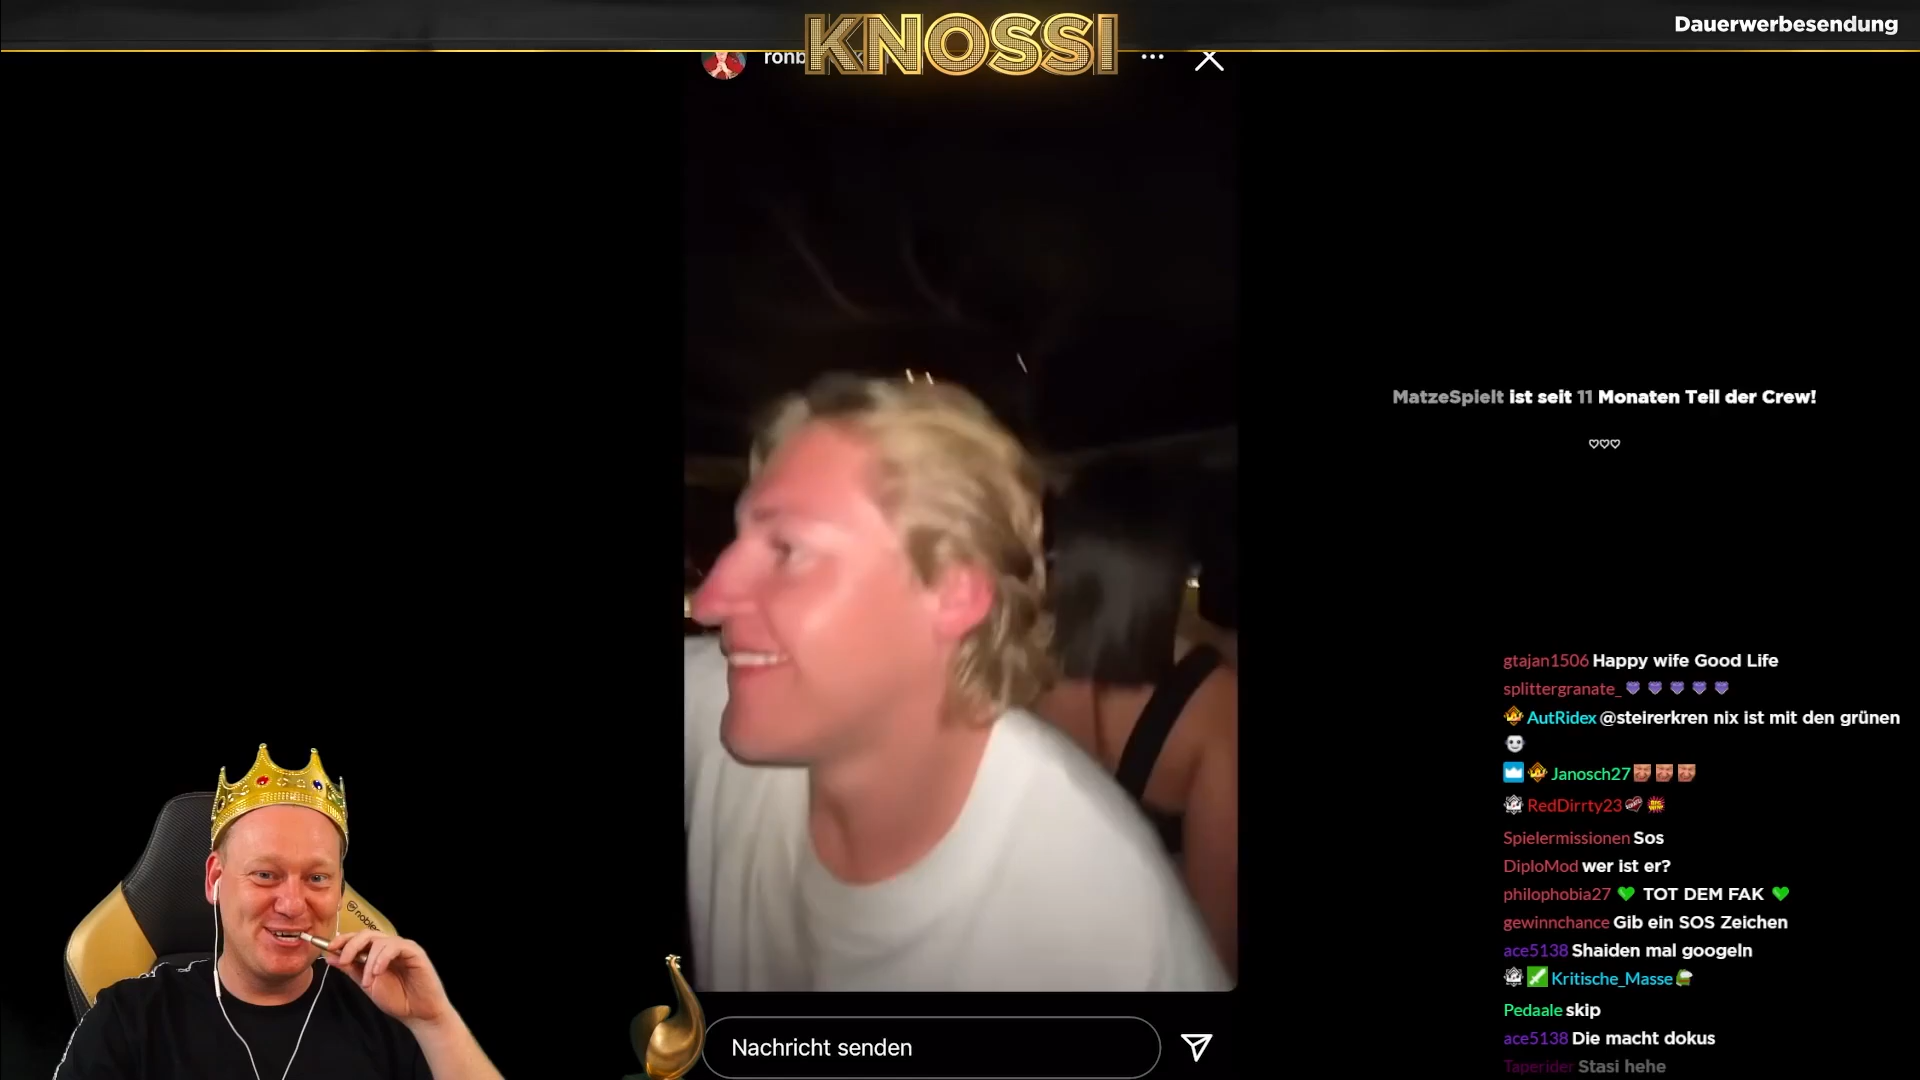 KNOSSI
Dauerwerbesendung
ronb
MatzeSpielt ist seit 11 Monaten Teil der Crew!
♡♡♡
gtajan1506 Happy wife Good Life
splittergranate_
AutRidex @steirerkren nix ist mit den grünen
Janosch27
RedDirrty23
Spielermissionen Sos
DiploMod wer ist er?
philophobia27 TOT DEM FAK
gewinnchance Gib ein SOS Zeichen
ace5138 Shaiden mal googeln
Kritische_Masse
Pedaale skip
ace5138 Die macht dokus
Taperider Stasi hehe
noble
Nachricht senden